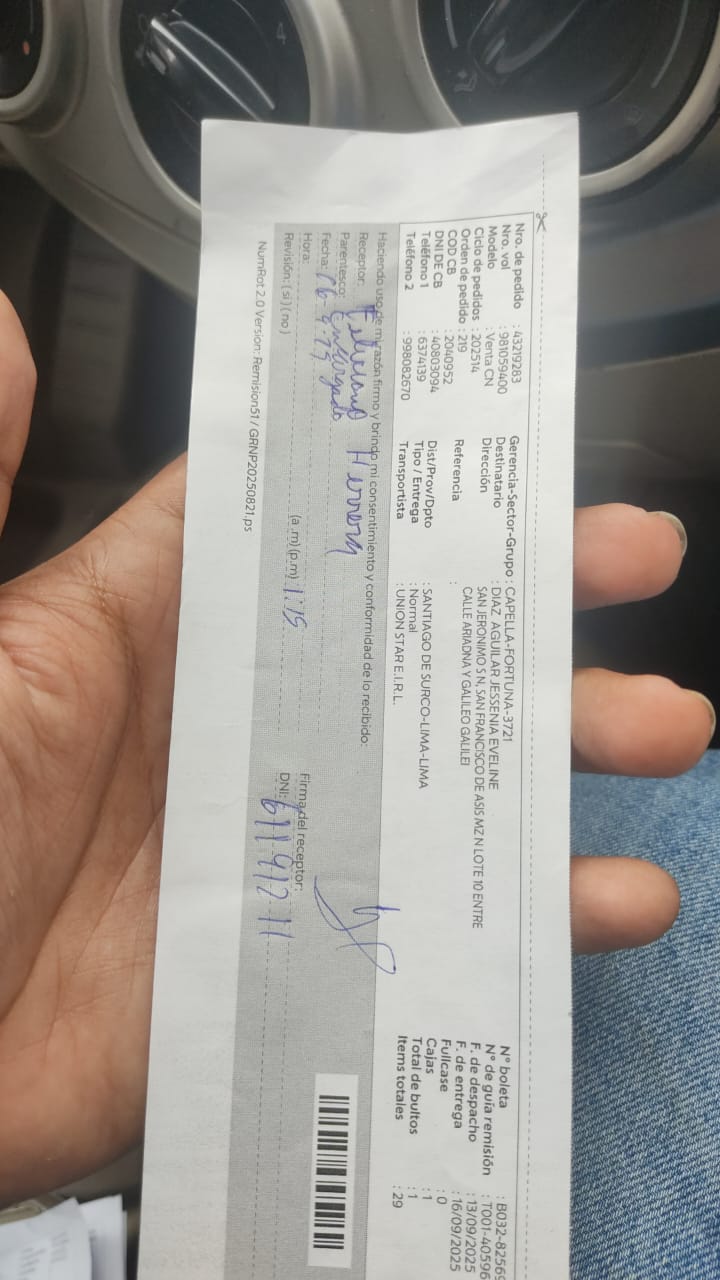 Nro. de pedido : 43219283
Nro. vol : 981059400
Modelo : Venta CN
Ciclo de pedidos : 202514
Orden de pedido : 219
COD CB : 2040952
DNI DE CB : 40803094
Teléfono 1 : 6374139
Teléfono 2 : 998082670
Gerencia-Sector-Grupo : CAPELLA-FORTUNA-3721
Destinatario : DIAZ AGUILAR JESSENIA EVELINE
Dirección SAN JERONIMO S N, SAN FRANCISCO DE ASIS MZ N LOTE 10 ENTRE
CALLE ARIADNA Y GALILEO GALILEI
Referencia :
Dist/Prov/Dpto : SANTIAGO DE SURCO-LIMA-LIMA
Tipo / Entrega : Normal
Transportista : UNION STAR E.I.R.L.
N° boleta : B032-8256
N° de guía remisión : T001-40596
F. de despacho : 13/09/2025
F. de entrega : 16/09/2025
Fullcase : 0
Cajas : 1
Total de bultos : 1
Items totales : 29
Haciendo uso de mi razón firmo y brindo mi consentimiento y conformidad de lo recibido:
Receptor: Feliciano Herrera
Parentesco: Encargado
Fecha:
Hora: (a .m) (p.m) 1:15
Revisión: ( si ) ( no )
Firma del receptor:
DNI:
NumRot 2.0 Version: Remision51 / GRNP20250821.ps